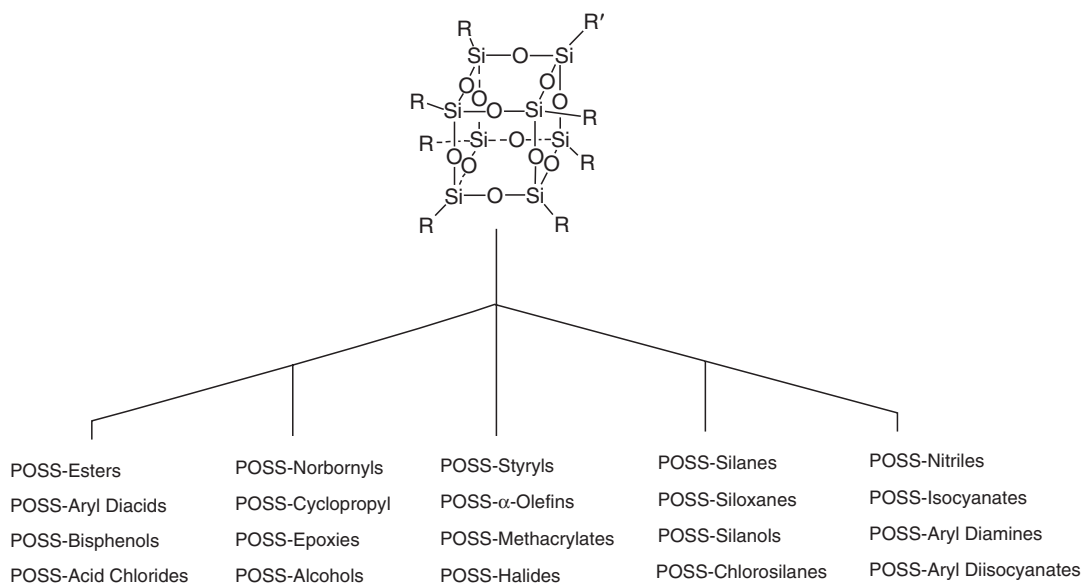 R R′
Si—O—Si
O O
O O
R Si—O—Si R
R Si O Si R
O O
O O
Si—O—Si
R R
POSS-Esters POSS-Norbornyls POSS-Styryls POSS-Silanes POSS-Nitriles
POSS-Aryl Diacids POSS-Cyclopropyl POSS-α-Olefins POSS-Siloxanes POSS-Isocyanates
POSS-Bisphenols POSS-Epoxies POSS-Methacrylates POSS-Silanols POSS-Aryl Diamines
POSS-Acid Chlorides POSS-Alcohols POSS-Halides POSS-Chlorosilanes POSS-Aryl Diisocyanates